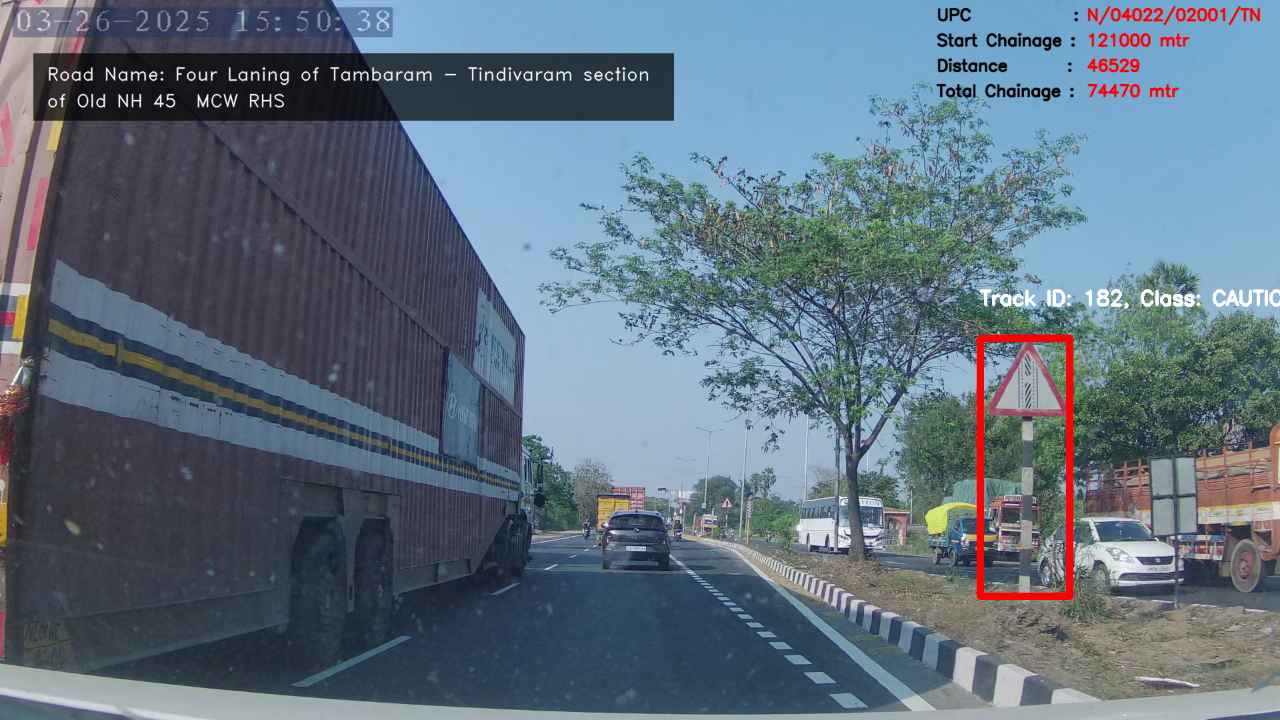 03-26-2025 15:50:38
UPC : N/04022/02001/TN
Start Chainage : 121000 mtr
Distance : 46529
Total Chainage : 74470 mtr
Road Name: Four Laning of Tambaram - Tindivaram section
of Old NH 45 MCW RHS
Track ID: 182, Class: CAUTIO